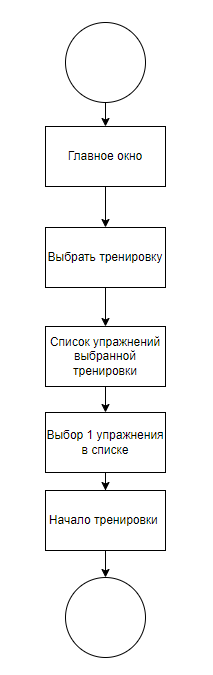 Главное окно
Выбрать тренировку
Список упражнений
выбранной
тренировки
Выбор 1 упражнения
в списке
Начало тренировки